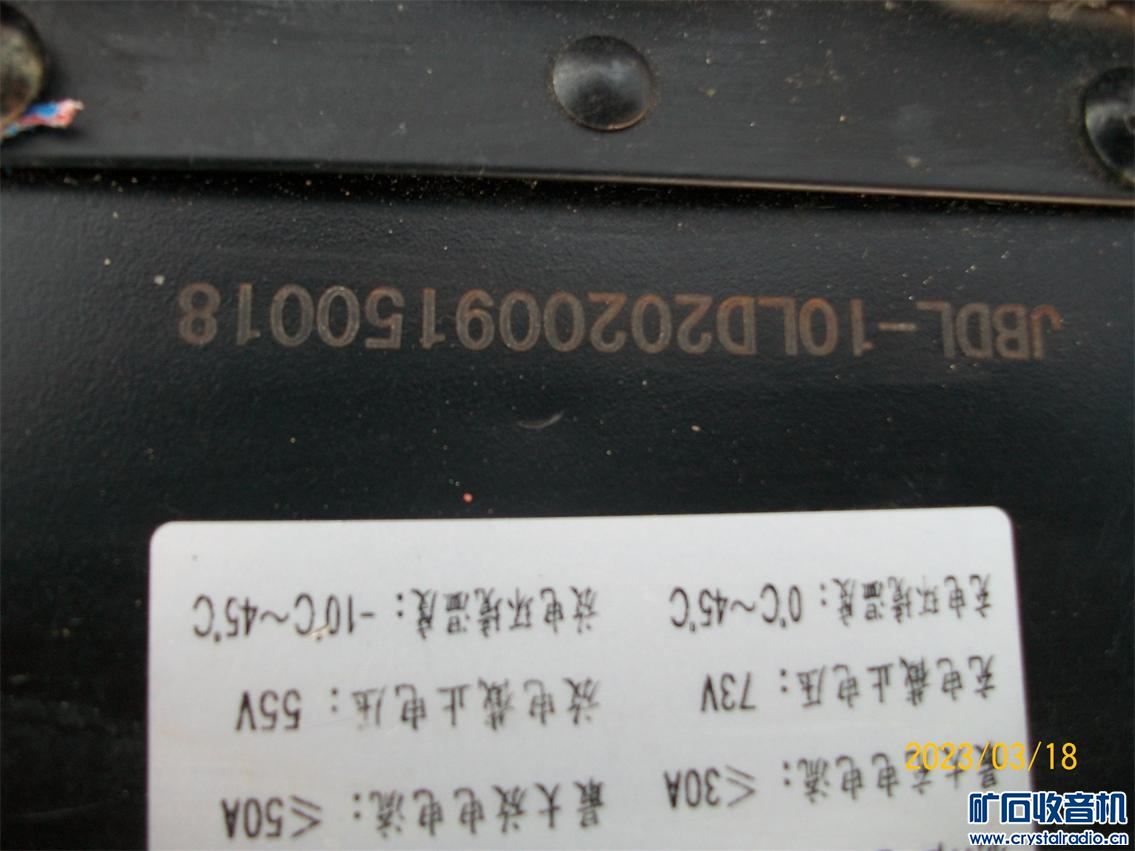 最大充电电流：≤30A 最大放电电流：≤50A
充电截止电压：73V 放电截止电压：55V
充电环境温度：0℃~45℃ 放电环境温度：-10℃~45℃
JBDL-10LD202009150018
2023/03/18
矿石收音机
www.crystalradio.cn